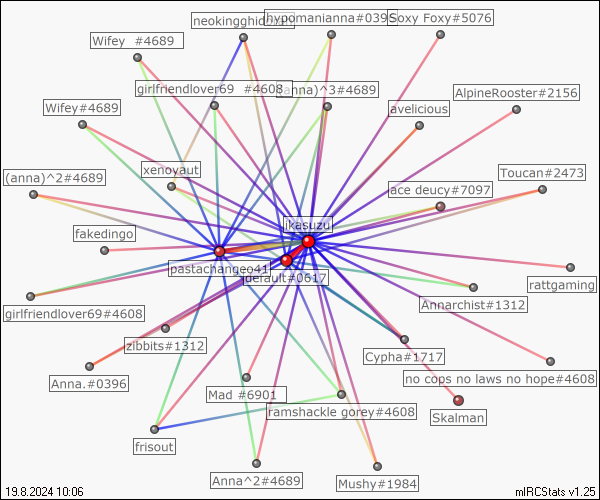 neokingghidorah
hypomanianna#0396
Soxy Foxy#5076
Wifey  #4689
girlfriendlover69  #4608
(anna)^3#4689
AlpineRooster#2156
Wifey#4689
avelicious
xenoyaut
Toucan#2473
(anna)^2#4689
ace deucy#7097
ikasuzu
fakedingo
pastachangeo41
default#0617
rattgaming
girlfriendlover69#4608
Annarchist#1312
zibbits#1312
Cypha#1717
Anna.#0396
no cops no laws no hope#4608
Mad #6901
ramshackle gorey#4608
Skalman
frisout
Anna^2#4689
Mushy#1984
19.8.2024 10:06
mIRCStats v1.25